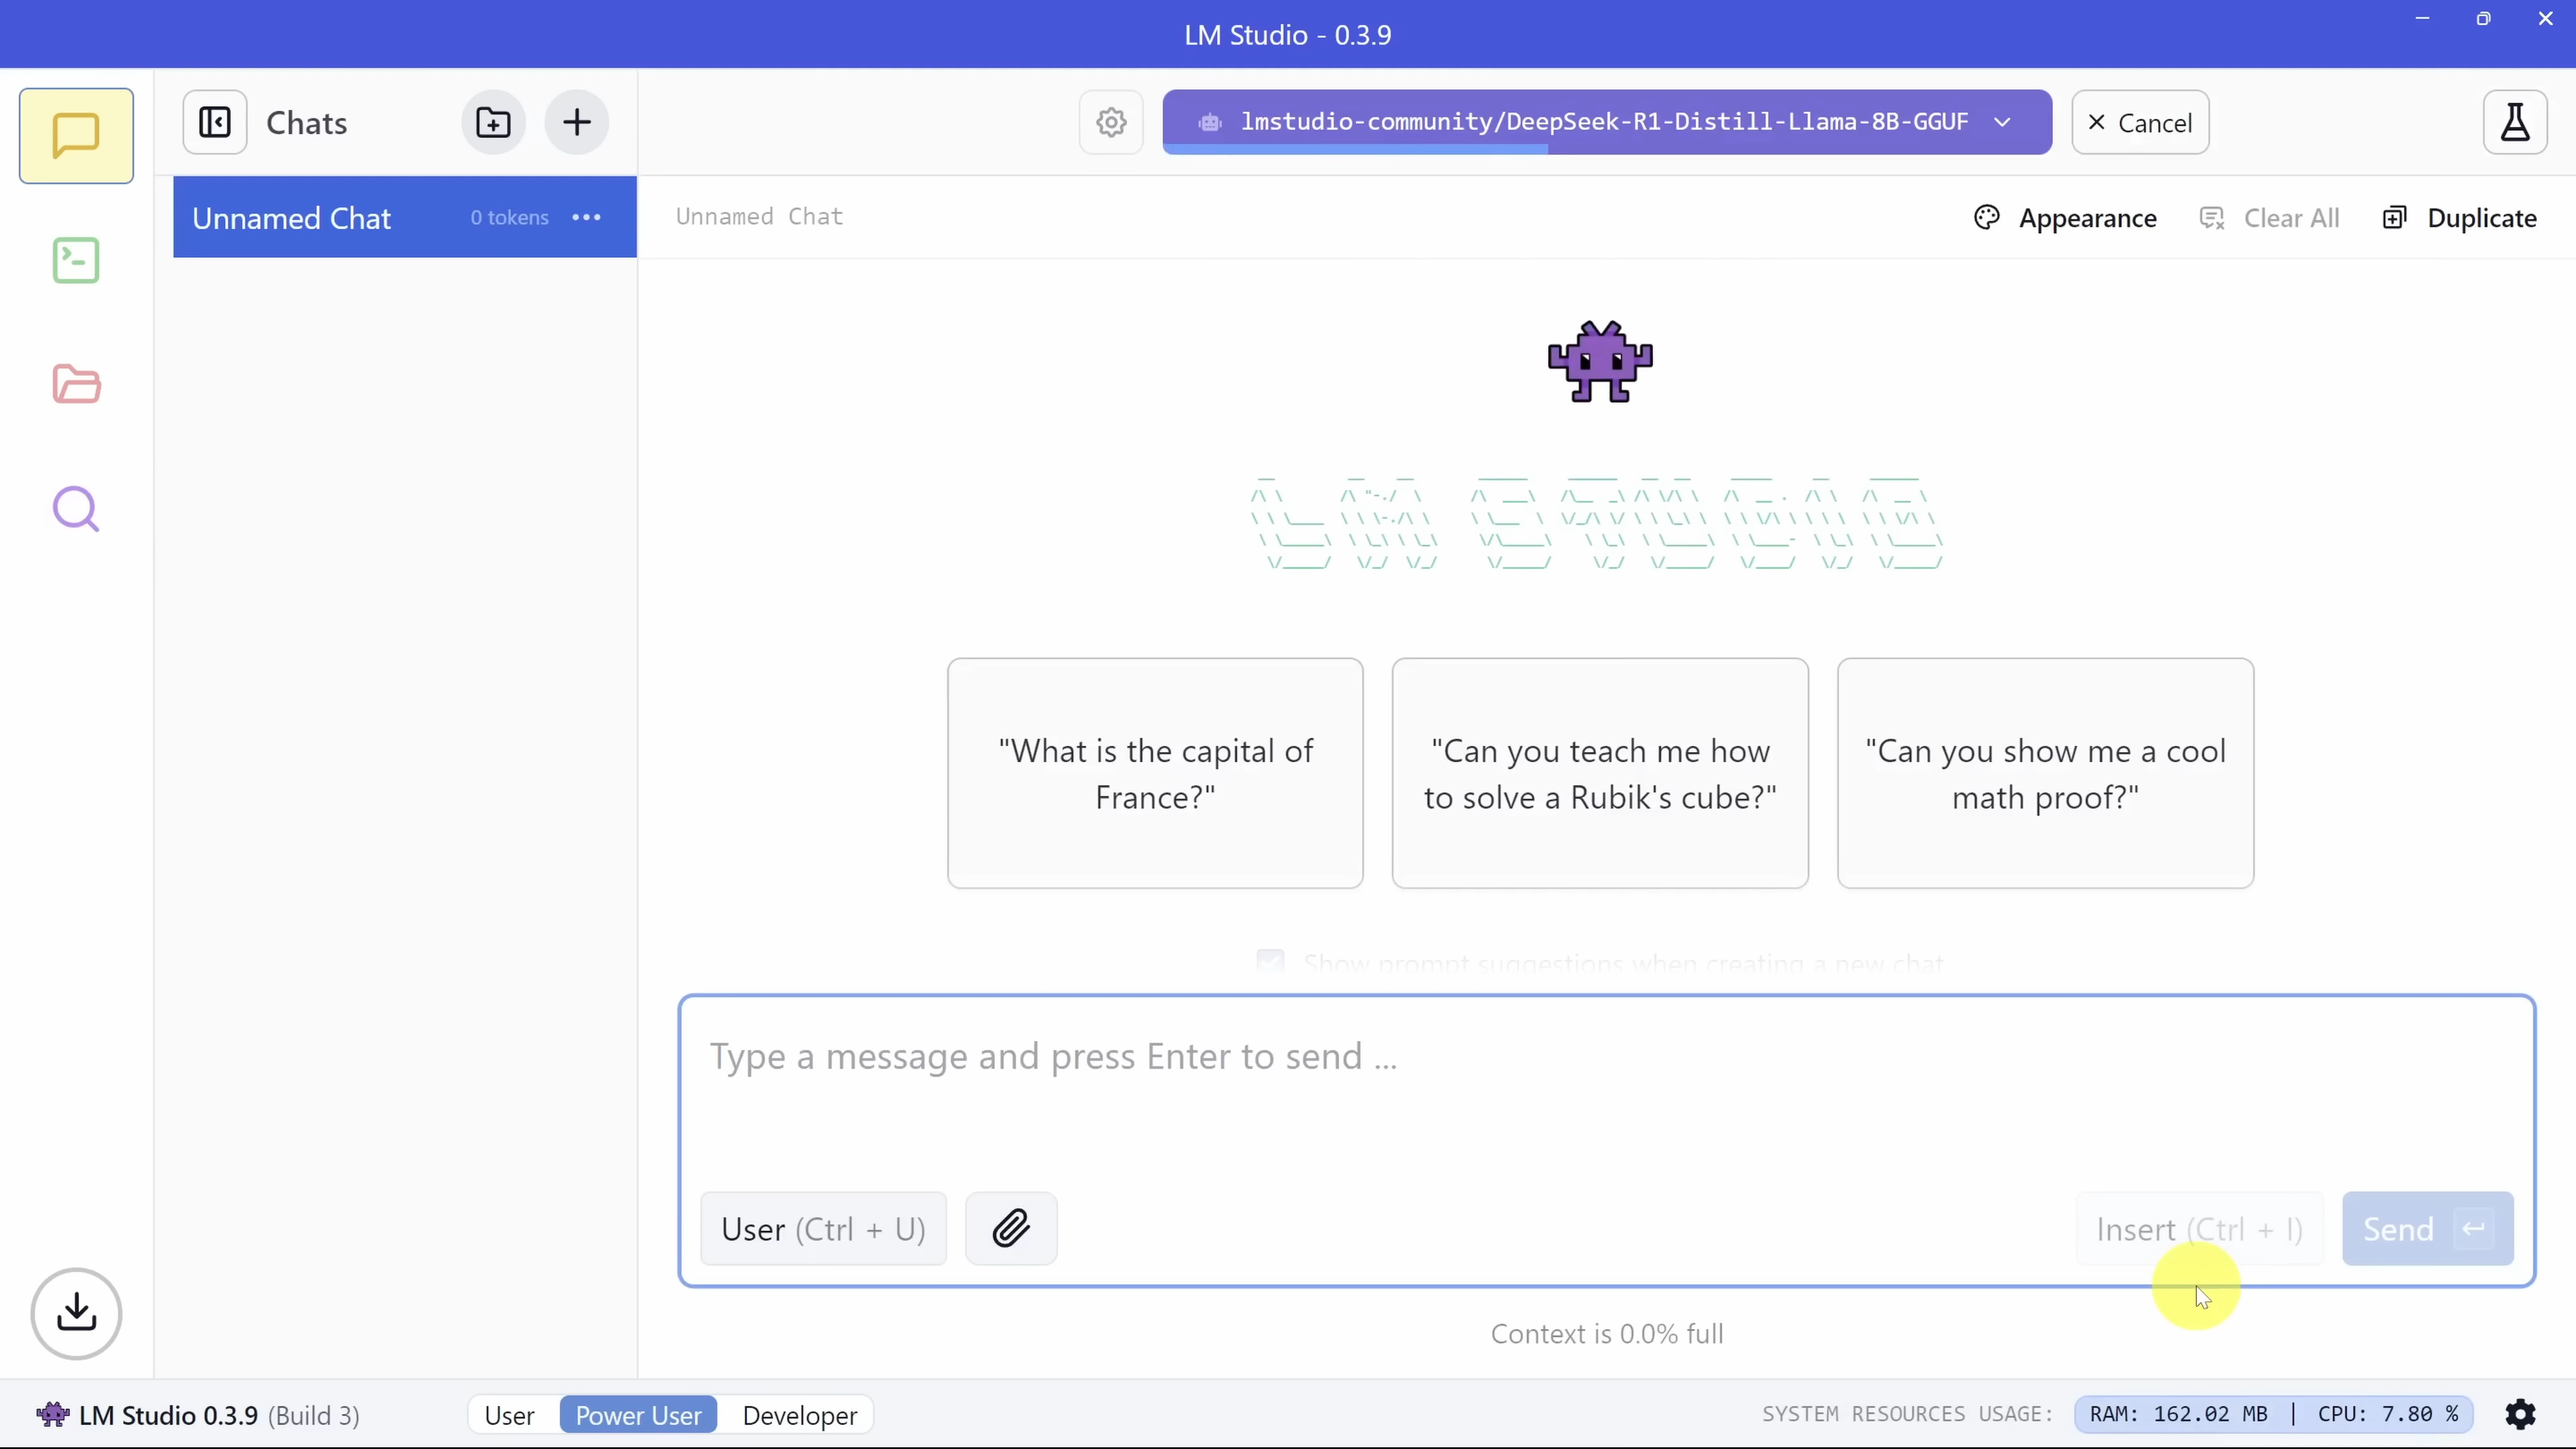 LM Studio - 0.3.9
Chats
lmstudio-community/DeepSeek-R1-Distill-Llama-8B-GGUF
Cancel
Unnamed Chat
0 tokens
Unnamed Chat
Appearance
Clear All
Duplicate
LM STUDIO
"What is the capital of
France?"
"Can you teach me how
to solve a Rubik's cube?"
"Can you show me a cool
math proof?"
Show prompt suggestions when creating a new chat
Type a message and press Enter to send ...
User (Ctrl + U)
Insert (Ctrl + I)
Send
Context is 0.0% full
LM Studio 0.3.9 (Build 3)
User
Power User
Developer
SYSTEM RESOURCES USAGE:
RAM: 162.02 MB | CPU: 7.80 %